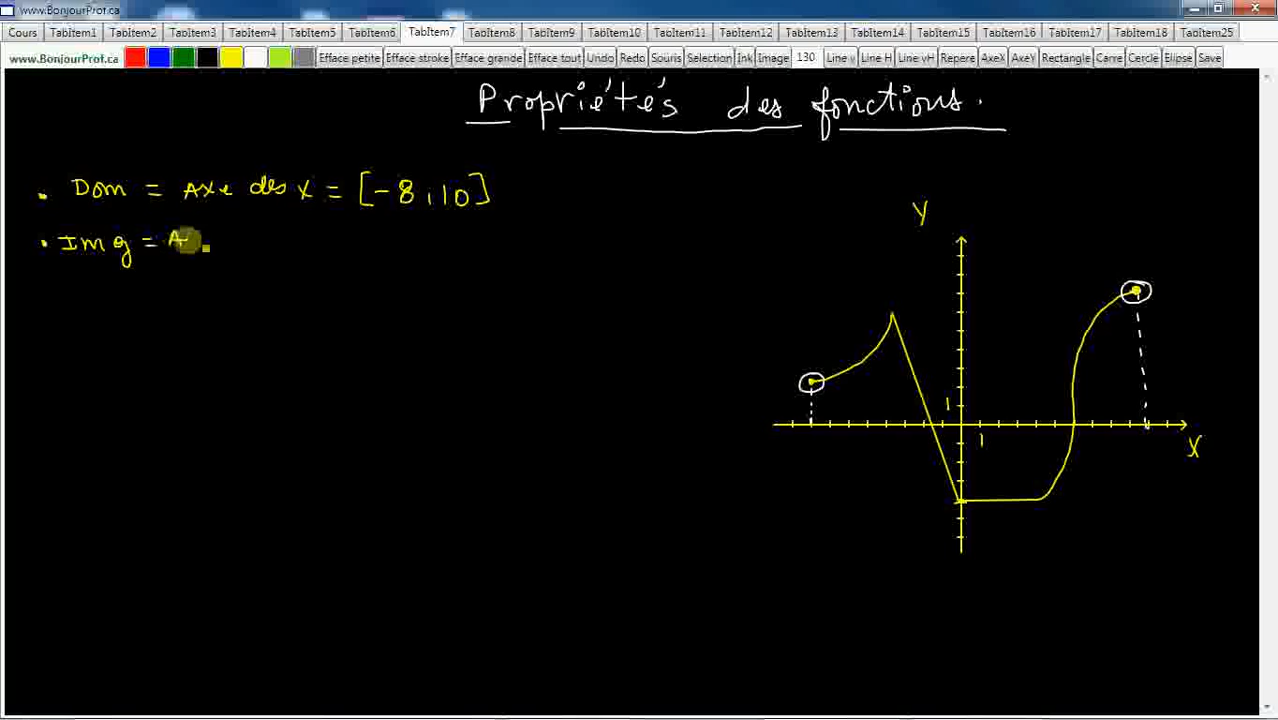 www.BonjourProf.ca
Cours TabItem1 TabItem2 TabItem3 TabItem4 TabItem5 TabItem6 TabItem7 TabItem8 TabItem9 TabItem10 TabItem11 TabItem12 TabItem13 TabItem14 TabItem15 TabItem16 TabItem17 TabItem18 TabItem25
www.BonjourProf.ca Efface petite Efface stroke Efface grande Efface tout Undo Redo Souris Selection Ink Image 130 Line v Line H Line vH Repere AxeX AxeY Rectangle Carre Cercle Elipse Save
Propriétés des fonctions.
• Dom = Axe des x = [-8, 10]
• Img = A
Y
1
1
X